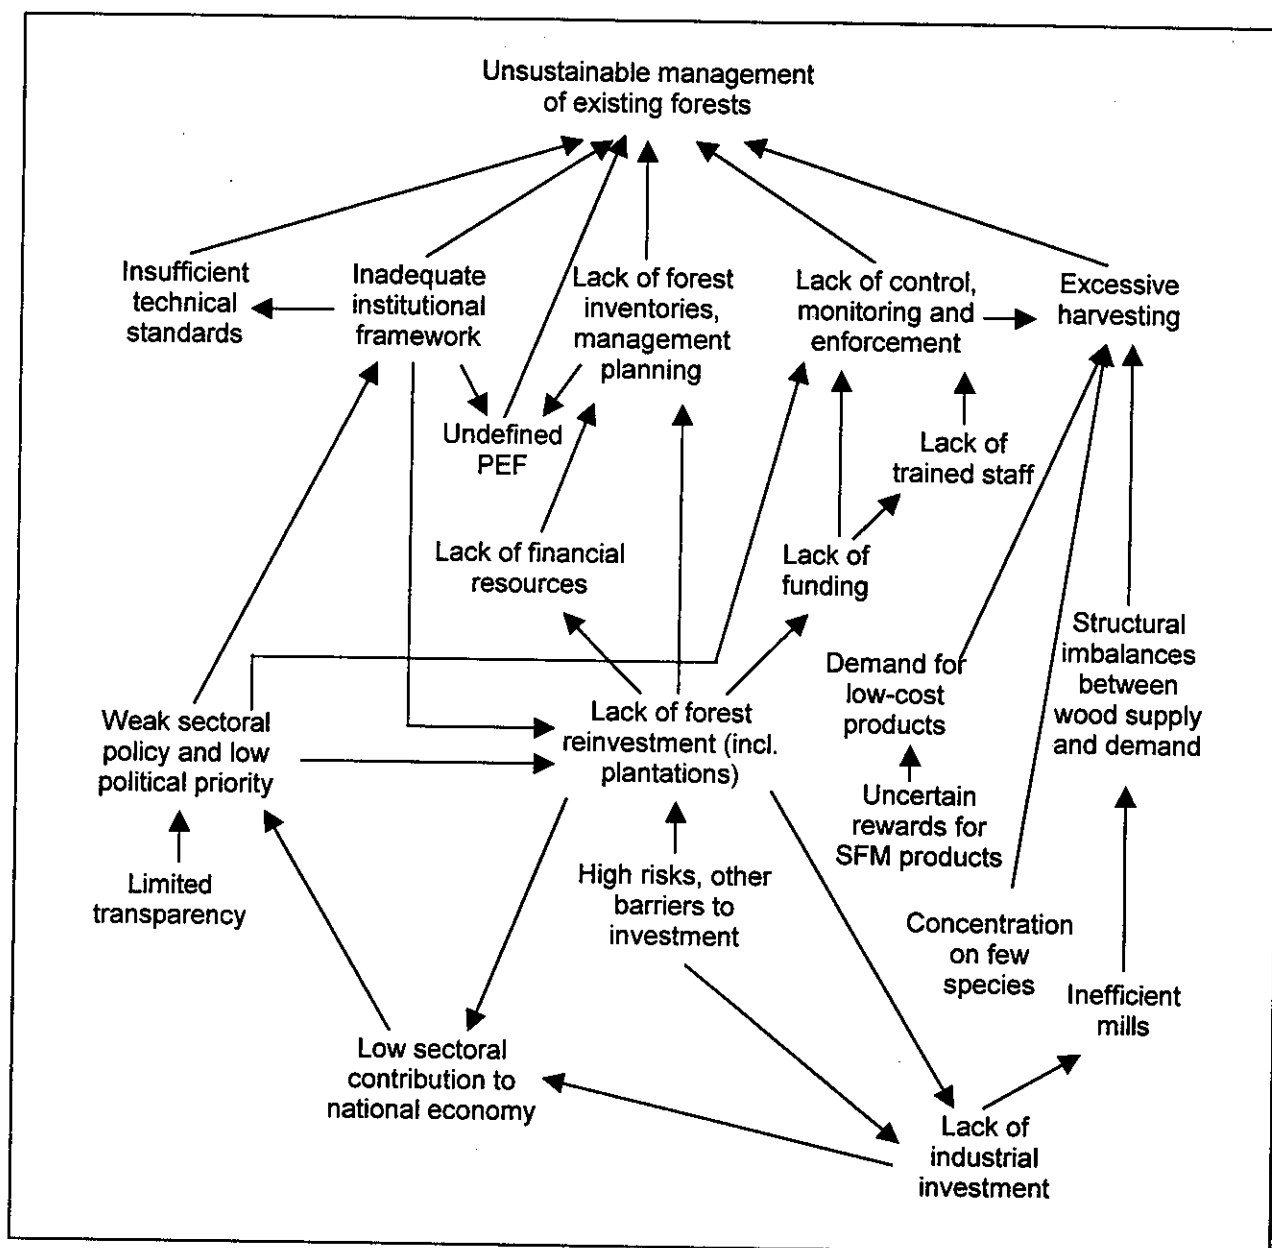 Unsustainable management
of existing forests
Insufficient
technical
standards
Inadequate
institutional
framework
Lack of forest
inventories,
management
planning
Lack of control,
monitoring and
enforcement
Excessive
harvesting
Undefined
PEF
Lack of
trained staff
Lack of financial
resources
Lack of
funding
Structural
imbalances
between
wood supply
and demand
Demand for
low-cost
products
Weak sectoral
policy and low
political priority
Lack of forest
reinvestment (incl.
plantations)
Uncertain
rewards for
SFM products
Limited
transparency
High risks, other
barriers to
investment
Concentration
on few
species
Inefficient
mills
Low sectoral
contribution to
national economy
Lack of
industrial
investment